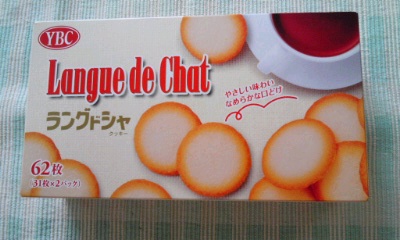 YBC
Langue de Chat
やさしい味わい
なめらかな口どけ
ラングドシャ
クッキー
62枚
(31枚×2パック)